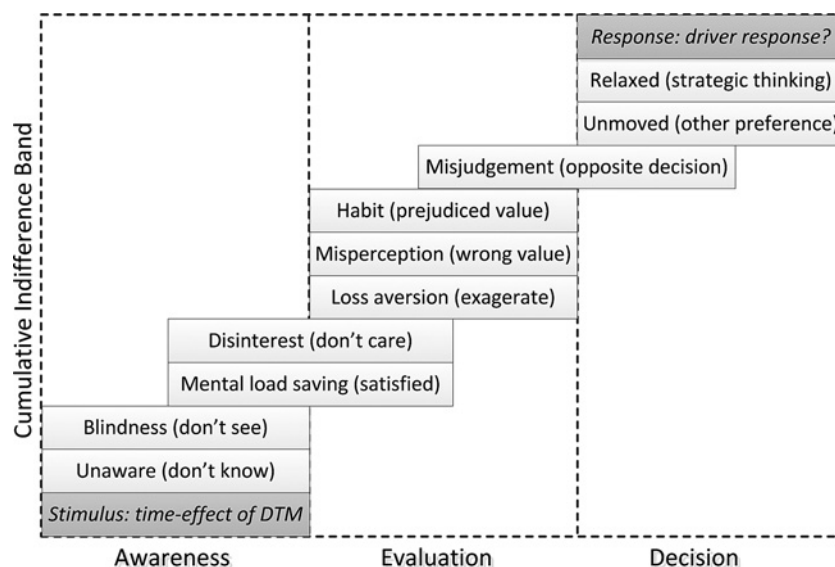 Response: driver response?
Relaxed (strategic thinking)
Unmoved (other preference)
Misjudgement (opposite decision)
Habit (prejudiced value)
Misperception (wrong value)
Loss aversion (exagerate)
Disinterest (don't care)
Mental load saving (satisfied)
Blindness (don't see)
Unaware (don't know)
Stimulus: time-effect of DTM
Cumulative Indifference Band
Awareness
Evaluation
Decision